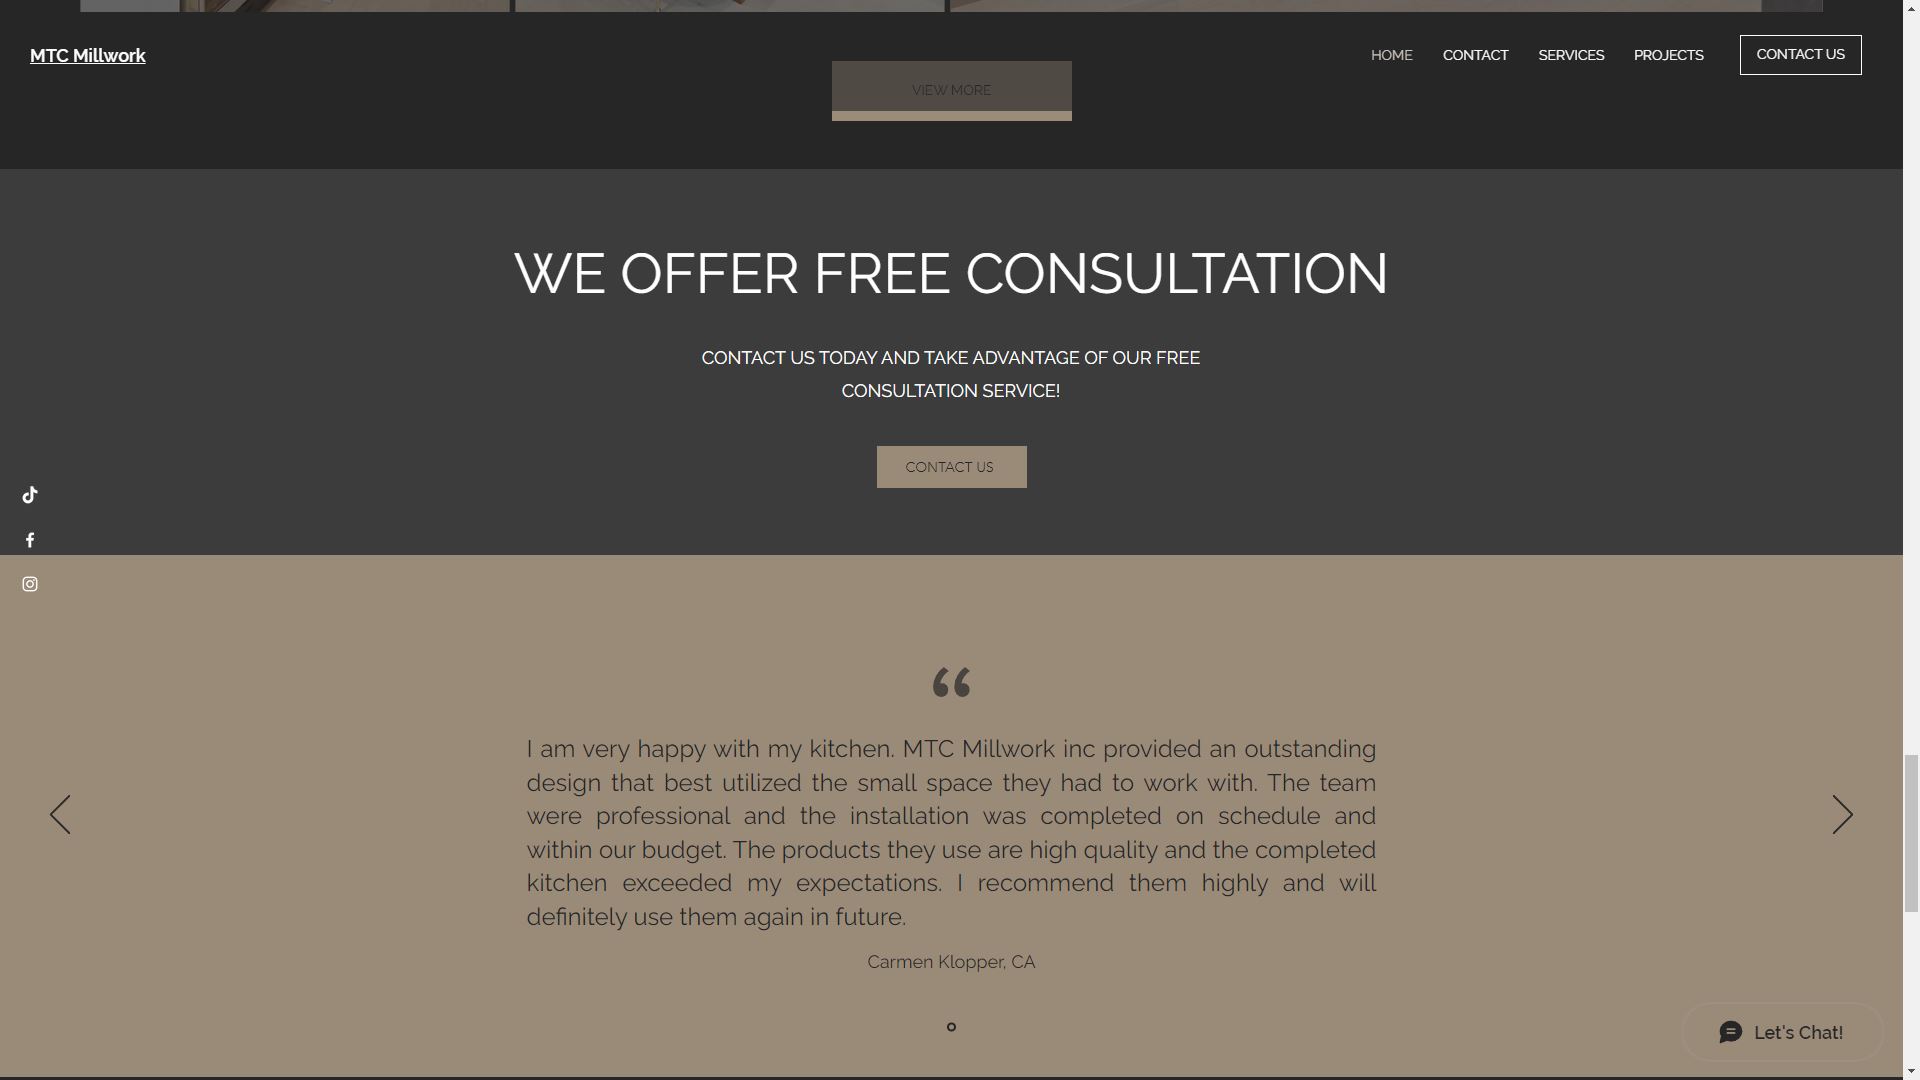 MTC Millwork
HOME
CONTACT
SERVICES
PROJECTS
CONTACT US
VIEW MORE
WE OFFER FREE CONSULTATION
CONTACT US TODAY AND TAKE ADVANTAGE OF OUR FREE
CONSULTATION SERVICE!
CONTACT US
“
I am very happy with my kitchen. MTC Millwork inc provided an outstanding
design that best utilized the small space they had to work with. The team
were professional and the installation was completed on schedule and
within our budget. The products they use are high quality and the completed
kitchen exceeded my expectations. I recommend them highly and will
definitely use them again in future.
Carmen Klopper, CA
Let's Chat!